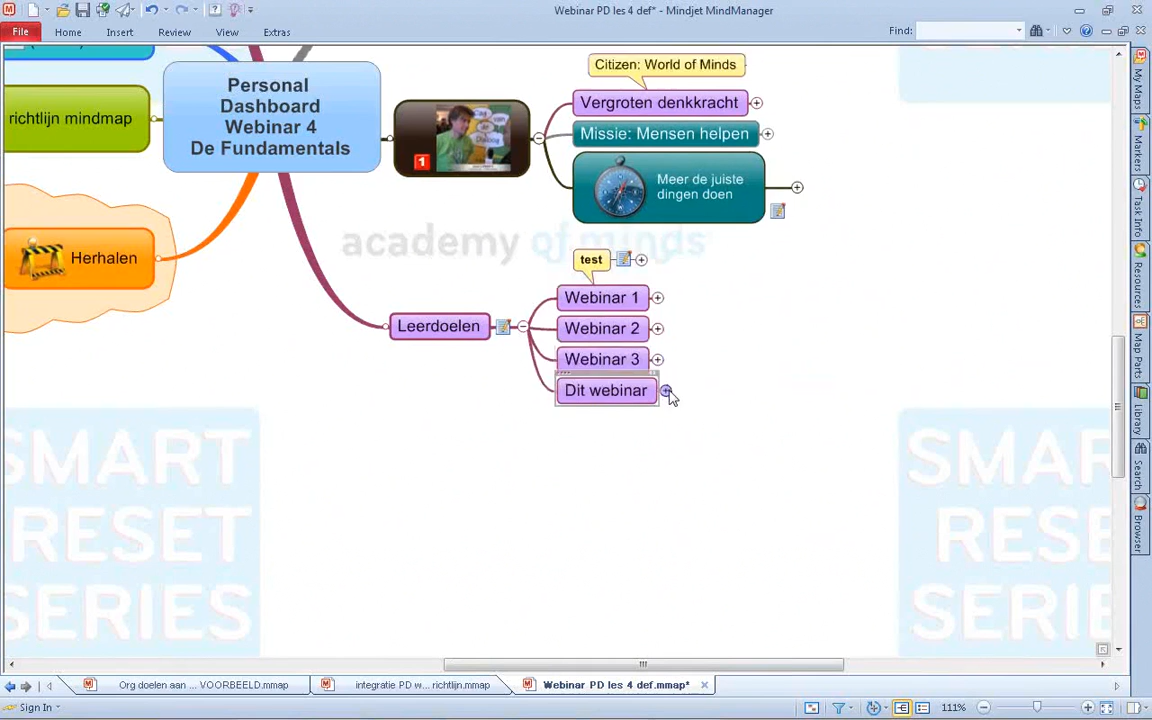 Webinar PD les 4 def* - Mindjet MindManager
File
Home
Insert
Review
View
Extras
Find:
Personal
Dashboard
Webinar 4
De Fundamentals
richtlijn mindmap
Herhalen
1
Citizen: World of Minds
Vergroten denkkracht
Missie: Mensen helpen
Meer de juiste
dingen doen
academy of minds
test
Webinar 1
Webinar 2
Webinar 3
Dit webinar
Leerdoelen
SMART
RESET
SERIES
SMART
RESET
SERIE
My Maps
Markers
Task Info
Resources
Map Parts
Library
Search
Browser
Org doelen aan ... VOORBEELD.mmap
integratie PD w... richtlijn.mmap
Webinar PD les 4 def.mmap*
Sign In
111%